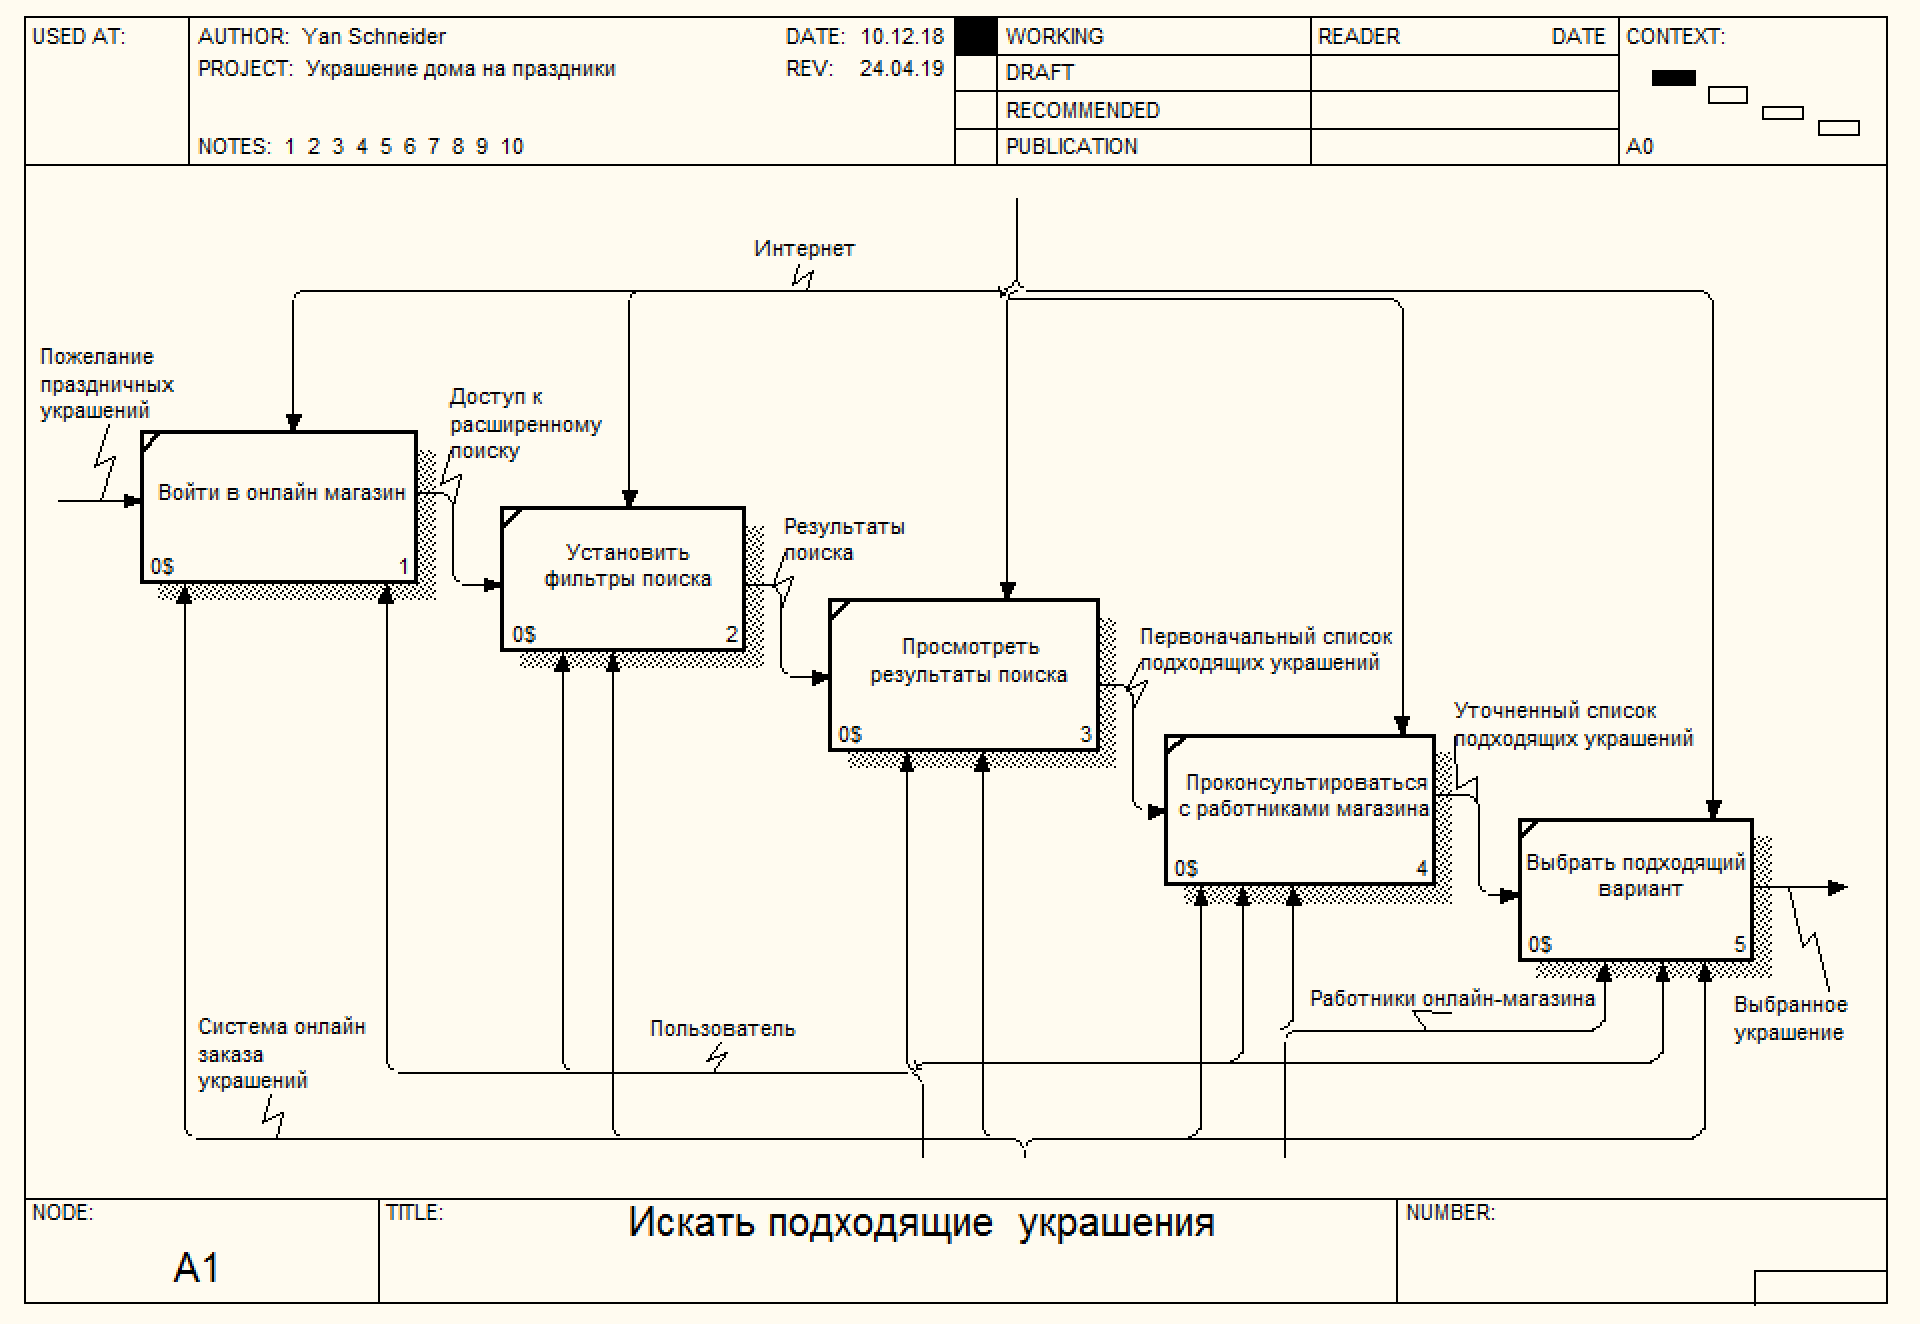 USED AT:
AUTHOR: Yan Schneider
DATE: 10.12.18
PROJECT: Украшение дома на праздники
REV: 24.04.19
NOTES: 1 2 3 4 5 6 7 8 9 10
WORKING
DRAFT
RECOMMENDED
PUBLICATION
READER DATE
CONTEXT:
A0
Интернет
Пожелание
праздничных
украшений
Войти в онлайн магазин
0$ 1
Доступ к
расширенному
поиску
Установить
фильтры поиска
0$ 2
Результаты
поиска
Просмотреть
результаты поиска
0$ 3
Первоначальный список
подходящих украшений
Проконсультироваться
с работниками магазина
0$ 4
Уточненный список
подходящих украшений
Выбрать подходящий
вариант
0$ 5
Выбранное
украшение
Работники онлайн-магазина
Пользователь
Система онлайн
заказа
украшений
NODE:
A1
TITLE:
Искать подходящие украшения
NUMBER: